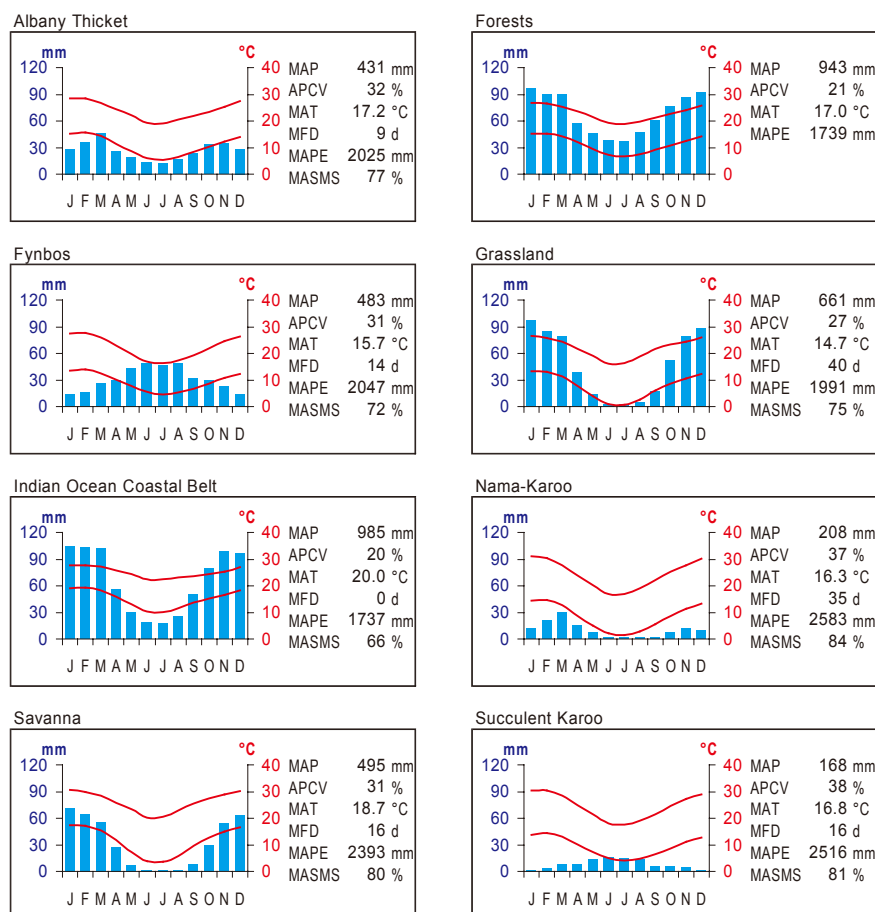 Albany Thicket
mm °C
120 40 MAP 431 mm
90 30 APCV 32 %
60 20 MAT 17.2 °C
30 10 MFD 9 d
0 0 MAPE 2025 mm
MASMS 77 %
J F M A M J J A S O N D
Forests
mm °C
120 40 MAP 943 mm
90 30 APCV 21 %
60 20 MAT 17.0 °C
30 10 MAPE 1739 mm
0 0
J F M A M J J A S O N D
Fynbos
mm °C
120 40 MAP 483 mm
90 30 APCV 31 %
60 20 MAT 15.7 °C
30 10 MFD 14 d
0 0 MAPE 2047 mm
MASMS 72 %
J F M A M J J A S O N D
Grassland
mm °C
120 40 MAP 661 mm
90 30 APCV 27 %
60 20 MAT 14.7 °C
30 10 MFD 40 d
0 0 MAPE 1991 mm
MASMS 75 %
J F M A M J J A S O N D
Indian Ocean Coastal Belt
mm °C
120 40 MAP 985 mm
90 30 APCV 20 %
60 20 MAT 20.0 °C
30 10 MFD 0 d
0 0 MAPE 1737 mm
MASMS 66 %
J F M A M J J A S O N D
Nama-Karoo
mm °C
120 40 MAP 208 mm
90 30 APCV 37 %
60 20 MAT 16.3 °C
30 10 MFD 35 d
0 0 MAPE 2583 mm
MASMS 84 %
J F M A M J J A S O N D
Savanna
mm °C
120 40 MAP 495 mm
90 30 APCV 31 %
60 20 MAT 18.7 °C
30 10 MFD 16 d
0 0 MAPE 2393 mm
MASMS 80 %
J F M A M J J A S O N D
Succulent Karoo
mm °C
120 40 MAP 168 mm
90 30 APCV 38 %
60 20 MAT 16.8 °C
30 10 MFD 16 d
0 0 MAPE 2516 mm
MASMS 81 %
J F M A M J J A S O N D